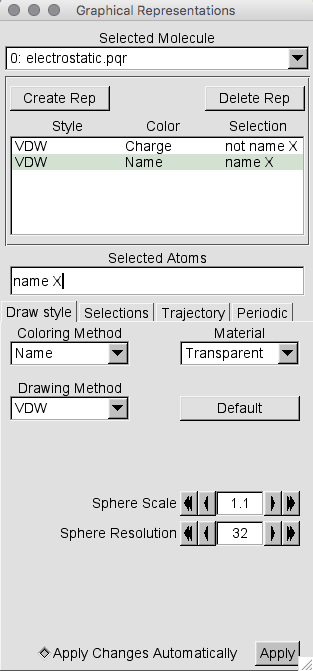 Graphical Representations
Selected Molecule
0: electrostatic.pqr
Create Rep Delete Rep
Style Color Selection
VDW Charge not name X
VDW Name name X
Selected Atoms
name X
Draw style Selections Trajectory Periodic
Coloring Method Material
Name Transparent
Drawing Method
VDW Default
Sphere Scale 1.1
Sphere Resolution 32
Apply Changes Automatically Apply